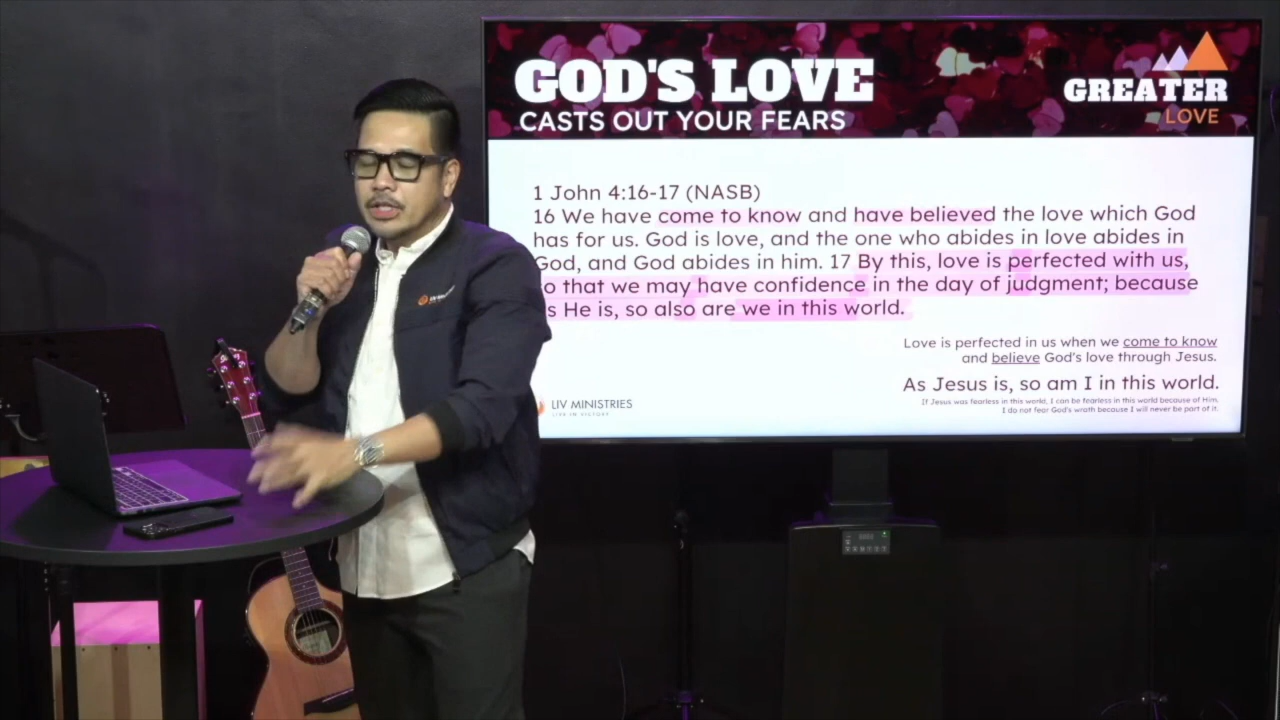 GOD'S LOVE
CASTS OUT YOUR FEARS
GREATER
LOVE
1 John 4:16-17 (NASB)
16 We have come to know and have believed the love which God
has for us. God is love, and the one who abides in love abides in
God, and God abides in him. 17 By this, love is perfected with us,
so that we may have confidence in the day of judgment; because
as He is, so also are we in this world.
Love is perfected in us when we come to know
and believe God's love through Jesus.
As Jesus is, so am I in this world.
If Jesus was fearless in this world, I can be fearless in this world because of Him.
I do not fear God's wrath because I will never be part of it.
LIV MINISTRIES
LIVE IN VICTORY